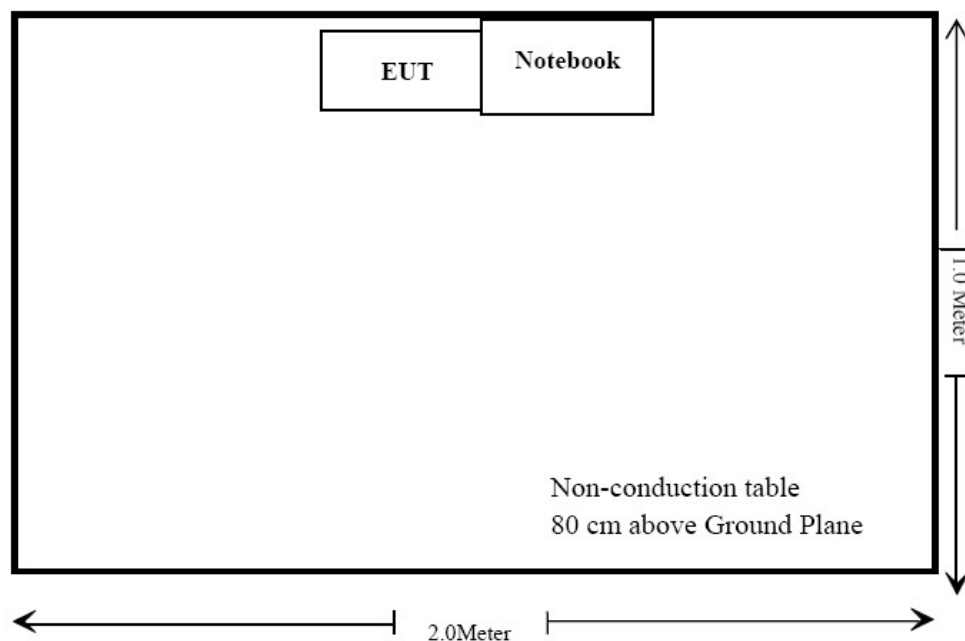 EUT
Notebook
1.0 Meter
Non-conduction table
80 cm above Ground Plane
2.0Meter